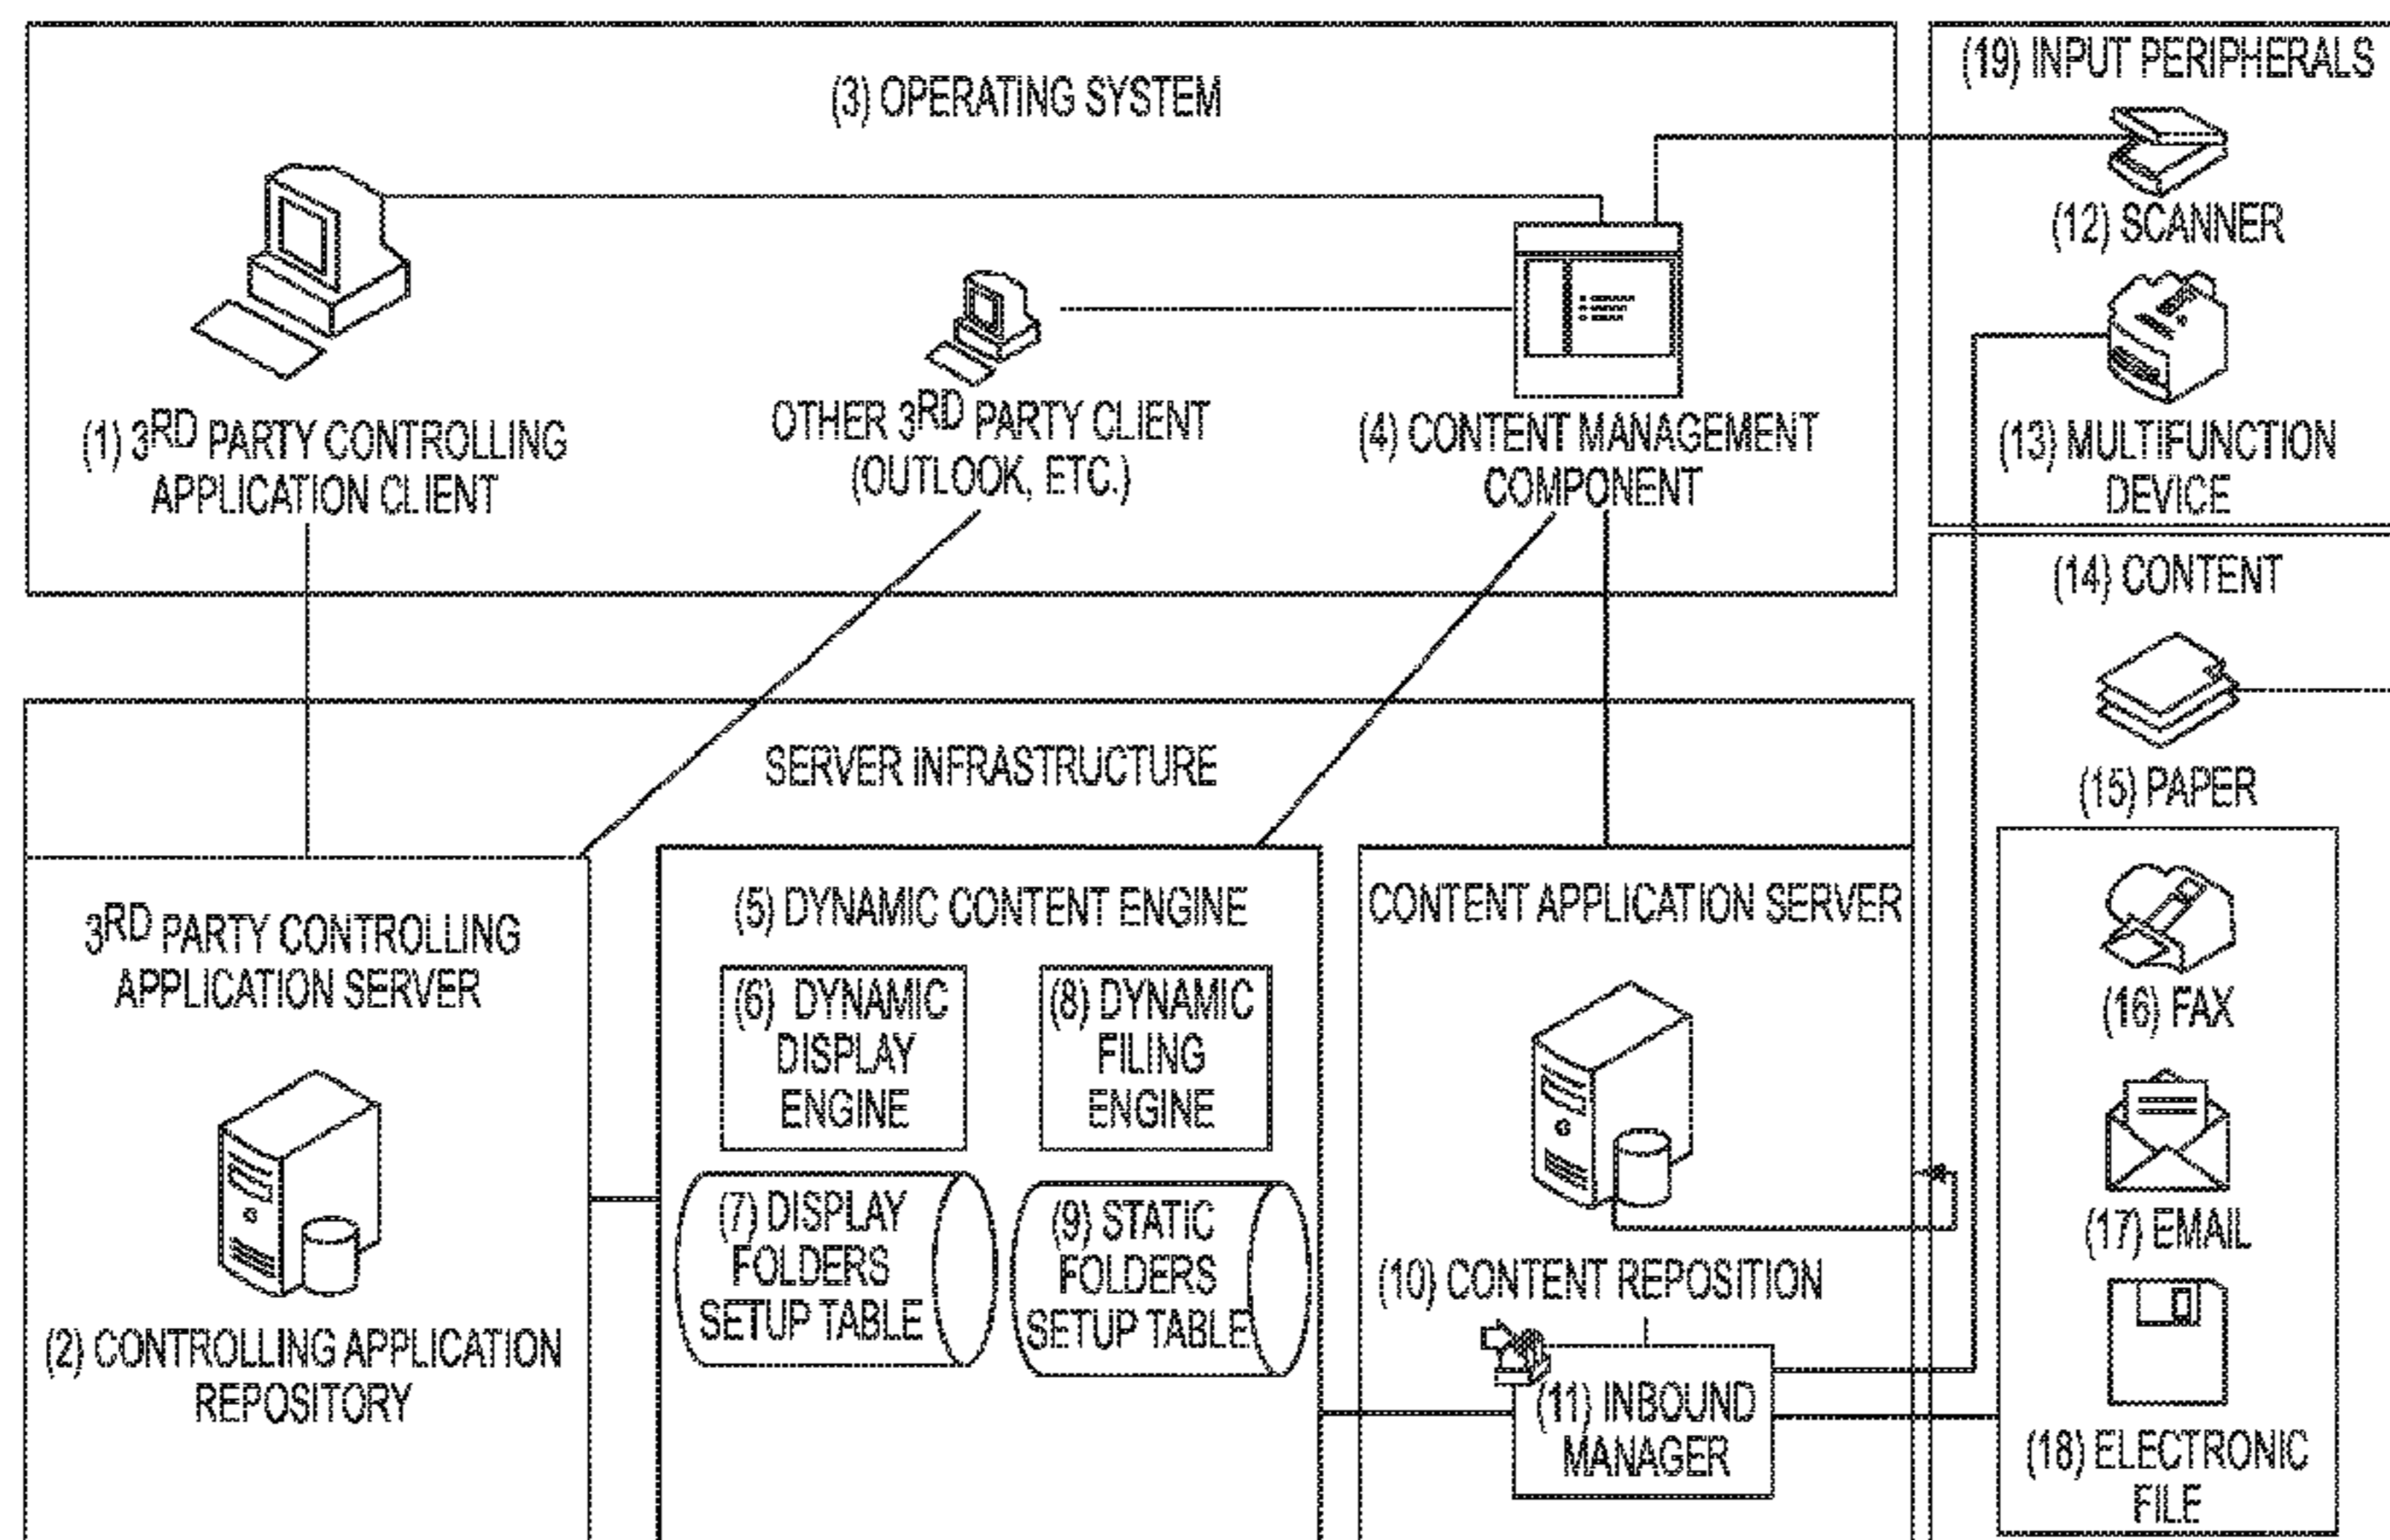 (3) OPERATING SYSTEM
(1) 3RD PARTY CONTROLLING
APPLICATION CLIENT
OTHER 3RD PARTY CLIENT
(OUTLOOK, ETC.)
(4) CONTENT MANAGEMENT
COMPONENT
(19) INPUT PERIPHERALS
(12) SCANNER
(13) MULTIFUNCTION
DEVICE
(14) CONTENT
(15) PAPER
(16) FAX
(17) EMAIL
(18) ELECTRONIC
FILE
SERVER INFRASTRUCTURE
3RD PARTY CONTROLLING
APPLICATION SERVER
(2) CONTROLLING APPLICATION
REPOSITORY
(5) DYNAMIC CONTENT ENGINE
(6) DYNAMIC
DISPLAY
ENGINE
(8) DYNAMIC
FILING
ENGINE
(7) DISPLAY
FOLDERS
SETUP TABLE
(9) STATIC
FOLDERS
SETUP TABLE
CONTENT APPLICATION SERVER
(10) CONTENT REPOSITION
(11) INBOUND
MANAGER